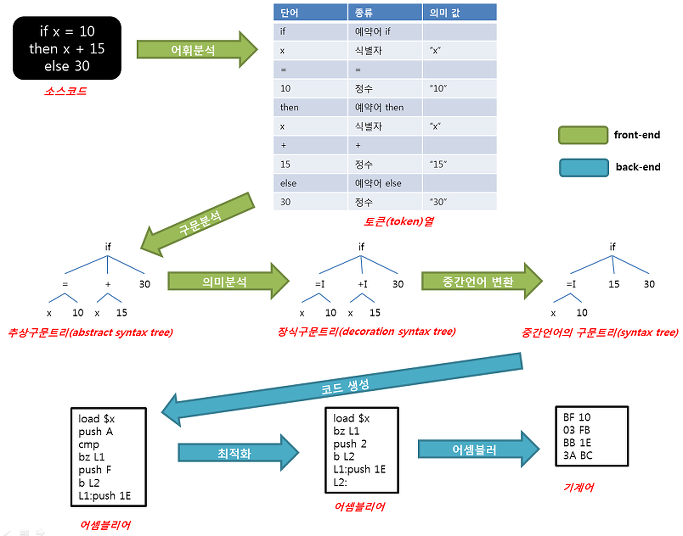 if x = 10
then x + 15
else 30
소스코드
어휘분석
단어 종류 의미 값
if 예약어 if
x 식별자 "x"
= =
10 정수 "10"
then 예약어 then
x 식별자 "x"
+ +
15 정수 "15"
else 예약어 else
30 정수 "30"
토큰(token)열
front-end
back-end
구문분석
if
= + 30
x 10 x 15
추상구문트리(abstract syntax tree)
의미분석
if
=I +I 30
x 10 x 15
장식구문트리(decoration syntax tree)
중간언어 변환
if
=I 15 30
x 10
중간언어의 구문트리(syntax tree)
코드 생성
load $x
push A
cmp
bz L1
push F
b L2
L1:push 1E
어셈블리어
최적화
load $x
bz L1
push 2
b L2
L1:push 1E
L2:
어셈블리어
어셈블러
BF 10
03 FB
BB 1E
3A BC
기계어